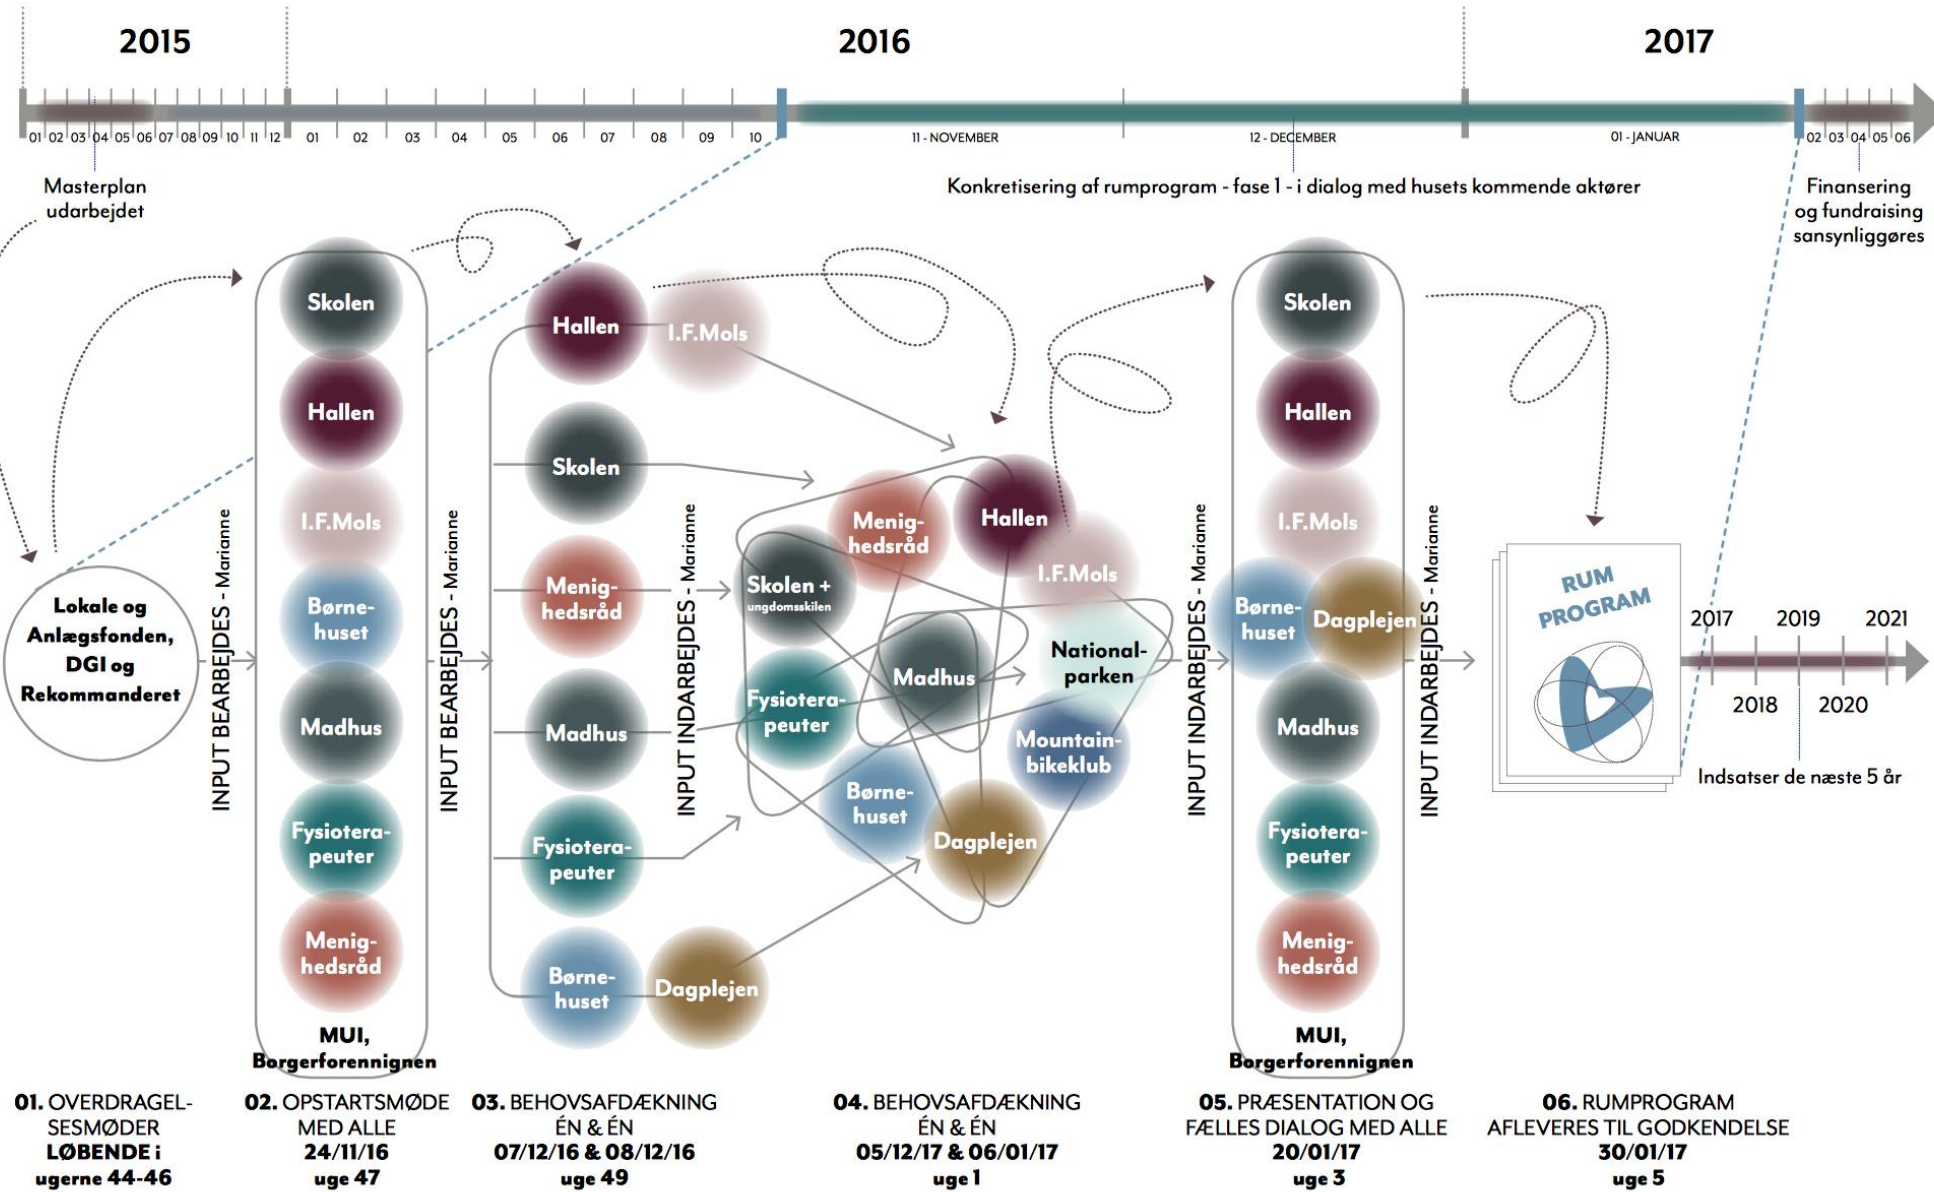 2015
2016
2017
01 02 03 04 05 06 07 08 09 10 11 12
01 02 03 04 05 06 07 08 09 10
11 - NOVEMBER
12 - DECEMBER
01 - JANUAR
02 03 04 05 06
Masterplan
udarbejdet
Konkretisering af rumprogram - fase 1 - i dialog med husets kommende aktører
Finansering
og fundraising
sansynliggøres
Lokale og
Anlægsfonden,
DGI og
Rekommanderet
INPUT BEARBEJDES - Marianne
Skolen
Hallen
I.F.Mols
Børne-
huset
Madhus
Fysiotera-
peuter
Menig-
hedsråd
MUI,
Borgerforennignen
INPUT BEARBEJDES - Marianne
Hallen
I.F.Mols
Skolen
Menig-
hedsråd
Madhus
Fysiotera-
peuter
Børne-
huset
Dagplejen
INPUT INDARBEJDES - Marianne
Menig-
hedsråd
Hallen
Skolen +
ungdomsskilen
I.F.Mols
Madhus
National-
parken
Fysiotera-
peuter
Mountain-
bikeklub
Børne-
huset
Dagplejen
INPUT INDARBEJDES - Marianne
Skolen
Hallen
I.F.Mols
Børne-
huset
Dagplejen
Madhus
Fysiotera-
peuter
Menig-
hedsråd
MUI,
Borgerforennignen
INPUT INDARBEJDES - Marianne
RUM
PROGRAM
2017 2019 2021
2018 2020
Indsatser de næste 5 år
01. OVERDRAGEL-
SESMØDER
LØBENDE i
ugerne 44-46
02. OPSTARTSMØDE
MED ALLE
24/11/16
uge 47
03. BEHOVSAFDÆKNING
ÉN & ÉN
07/12/16 & 08/12/16
uge 49
04. BEHOVSAFDÆKNING
ÉN & ÉN
05/12/17 & 06/01/17
uge 1
05. PRÆSENTATION OG
FÆLLES DIALOG MED ALLE
20/01/17
uge 3
06. RUMPROGRAM
AFLEVERES TIL GODKENDELSE
30/01/17
uge 5